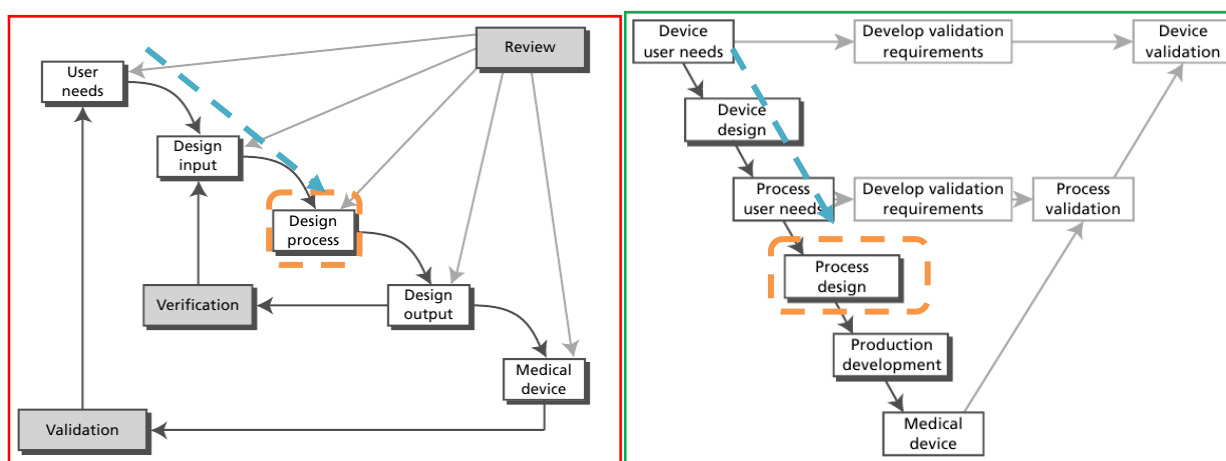 Review
User
needs
Design
input
Design
process
Verification
Design
output
Medical
device
Validation
Device
user needs
Develop validation
requirements
Device
validation
Device
design
Process
user needs
Develop validation
requirements
Process
validation
Process
design
Production
development
Medical
device